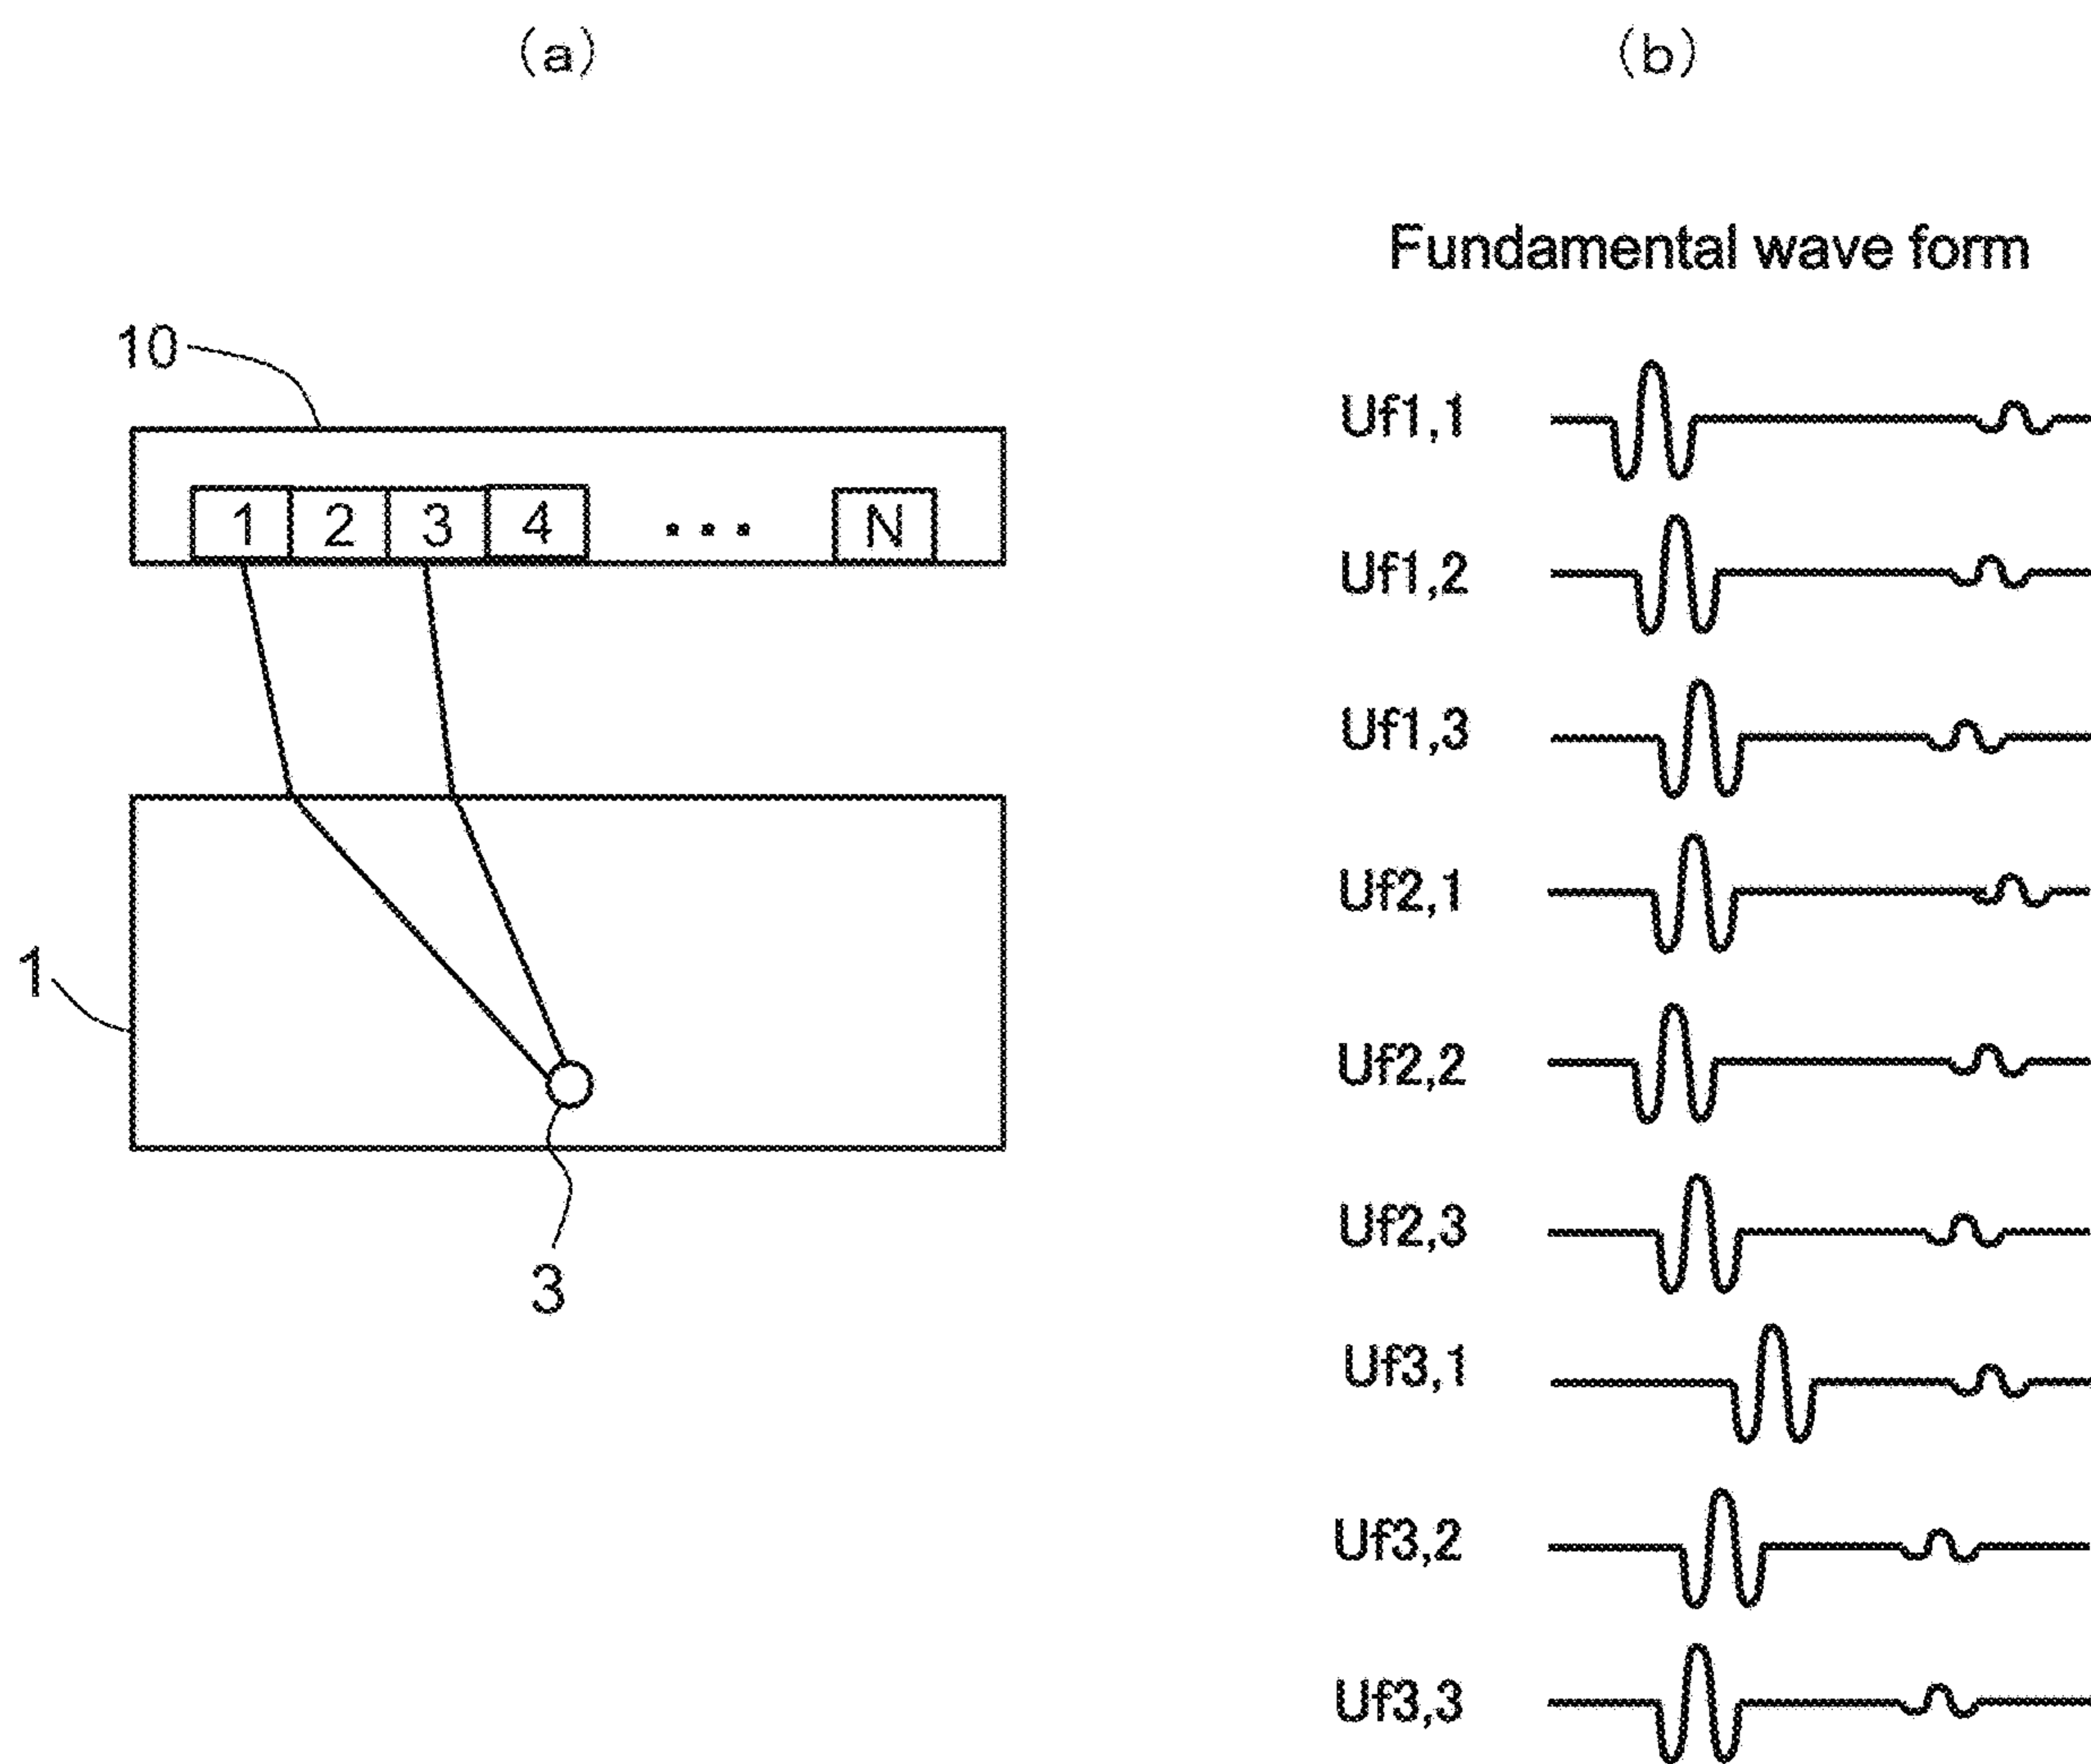 (a)
10
1 2 3 4 ... N
1
3
(b)
Fundamental wave form
Uf1,1
Uf1,2
Uf1,3
Uf2,1
Uf2,2
Uf2,3
Uf3,1
Uf3,2
Uf3,3